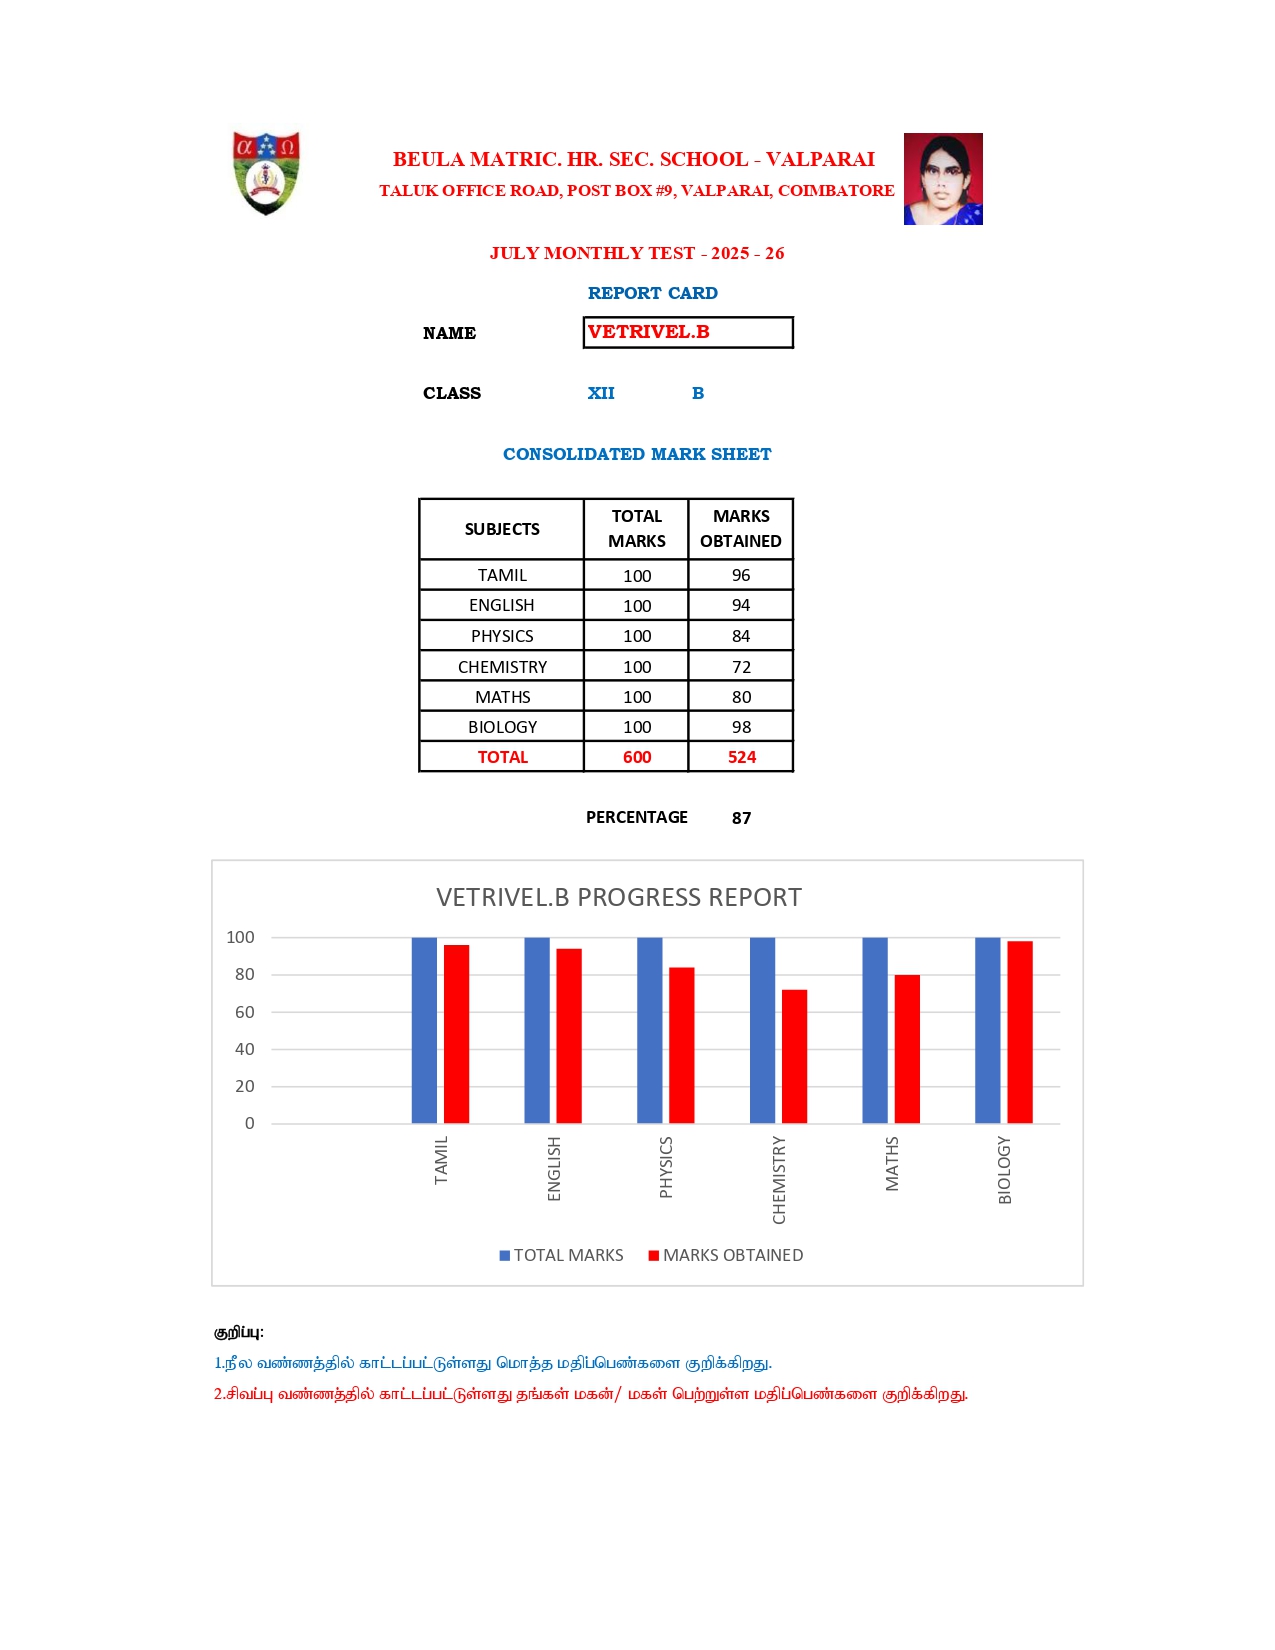 α Ω
BEULA MATRIC. HR. SEC. SCHOOL - VALPARAI
TALUK OFFICE ROAD, POST BOX #9, VALPARAI, COIMBATORE
JULY MONTHLY TEST - 2025 - 26
REPORT CARD
NAME VETRIVEL.B
CLASS XII B
CONSOLIDATED MARK SHEET
SUBJECTS TOTAL MARKS MARKS OBTAINED
TAMIL 100 96
ENGLISH 100 94
PHYSICS 100 84
CHEMISTRY 100 72
MATHS 100 80
BIOLOGY 100 98
TOTAL 600 524
PERCENTAGE 87
VETRIVEL.B PROGRESS REPORT
100
80
60
40
20
0
TAMIL ENGLISH PHYSICS CHEMISTRY MATHS BIOLOGY
TOTAL MARKS MARKS OBTAINED
குறிப்பு:
1.நீல வண்ணத்தில் காட்டப்பட்டுள்ளது மொத்த மதிப்பெண்களை குறிக்கிறது.
2.சிவப்பு வண்ணத்தில் காட்டப்பட்டுள்ளது தங்கள் மகன்/ மகள் பெற்றுள்ள மதிப்பெண்களை குறிக்கிறது.